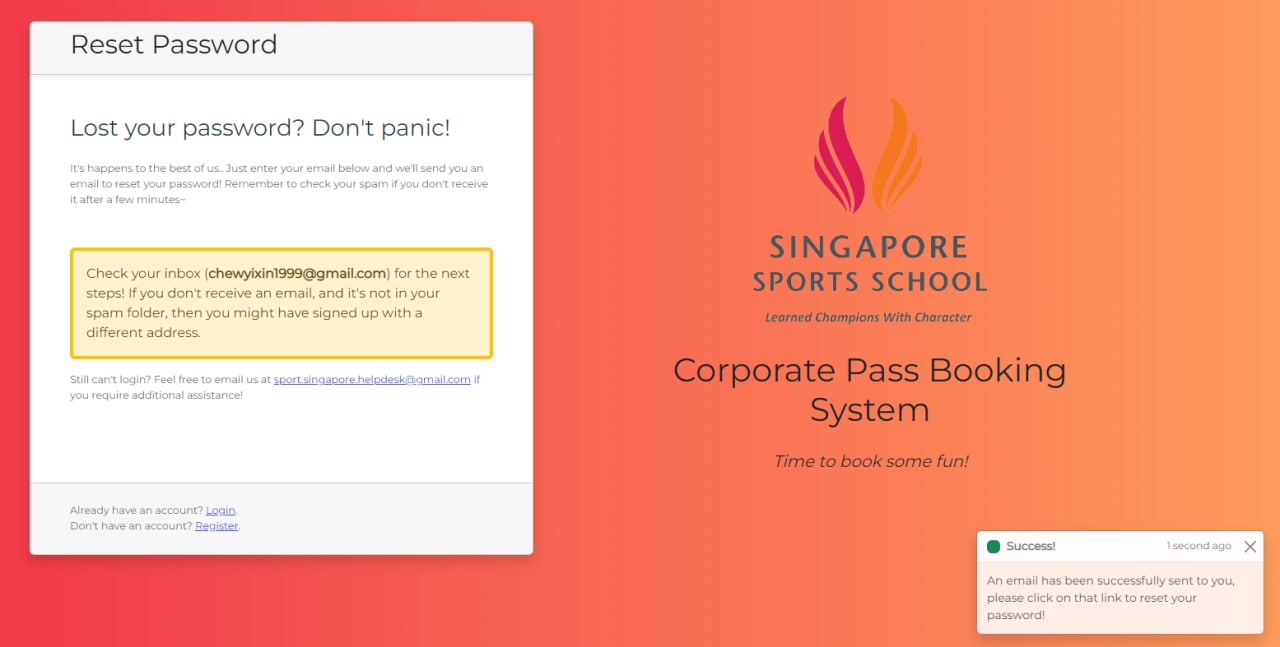 Reset Password
Lost your password? Don't panic!
It's happens to the best of us.. Just enter your email below and we'll send you an
email to reset your password! Remember to check your spam if you don't receive
it after a few minutes~
Check your inbox (chewyixin1999@gmail.com) for the next
steps! If you don't receive an email, and it's not in your
spam folder, then you might have signed up with a
different address.
Still can't login? Feel free to email us at sport.singapore.helpdesk@gmail.com if
you require additional assistance!
Already have an account? Login.
Don't have an account? Register.
SINGAPORE
SPORTS SCHOOL
Learned Champions With Character
Corporate Pass Booking
System
Time to book some fun!
Success!
1 second ago
An email has been successfully sent to you,
please click on that link to reset your
password!